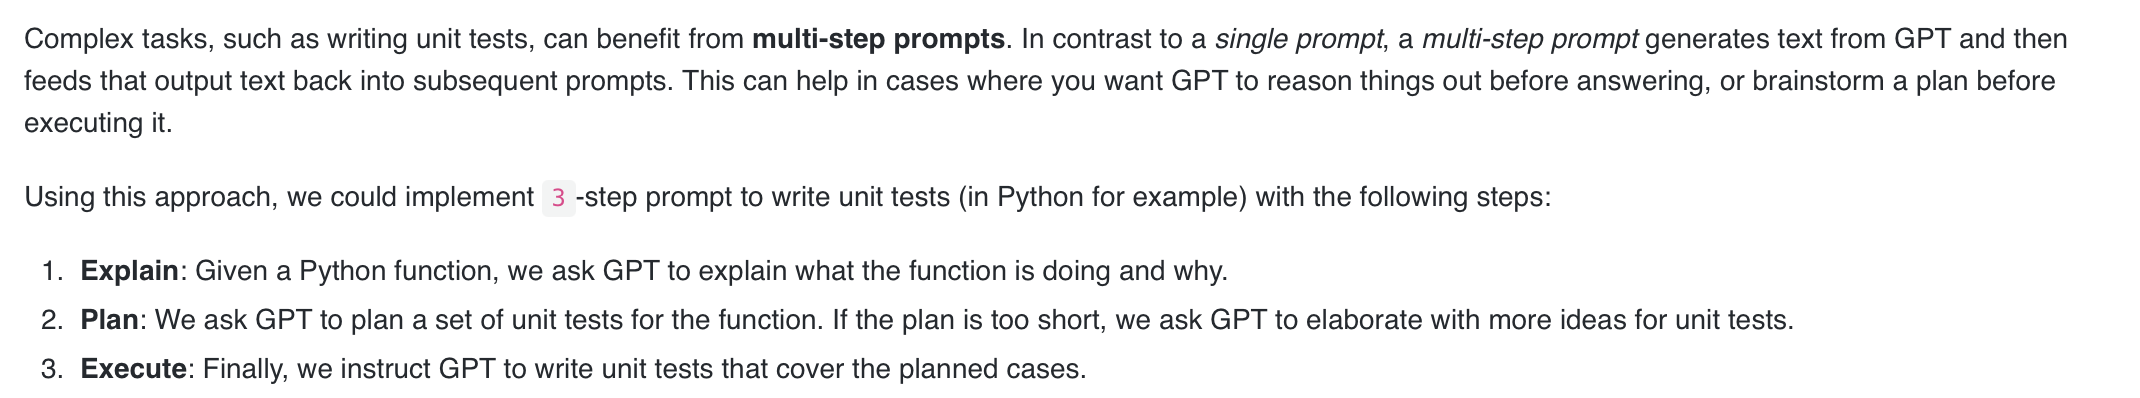 Complex tasks, such as writing unit tests, can benefit from multi-step prompts. In contrast to a single prompt, a multi-step prompt generates text from GPT and then
feeds that output text back into subsequent prompts. This can help in cases where you want GPT to reason things out before answering, or brainstorm a plan before
executing it.
Using this approach, we could implement 3 -step prompt to write unit tests (in Python for example) with the following steps:
1. Explain: Given a Python function, we ask GPT to explain what the function is doing and why.
2. Plan: We ask GPT to plan a set of unit tests for the function. If the plan is too short, we ask GPT to elaborate with more ideas for unit tests.
3. Execute: Finally, we instruct GPT to write unit tests that cover the planned cases.